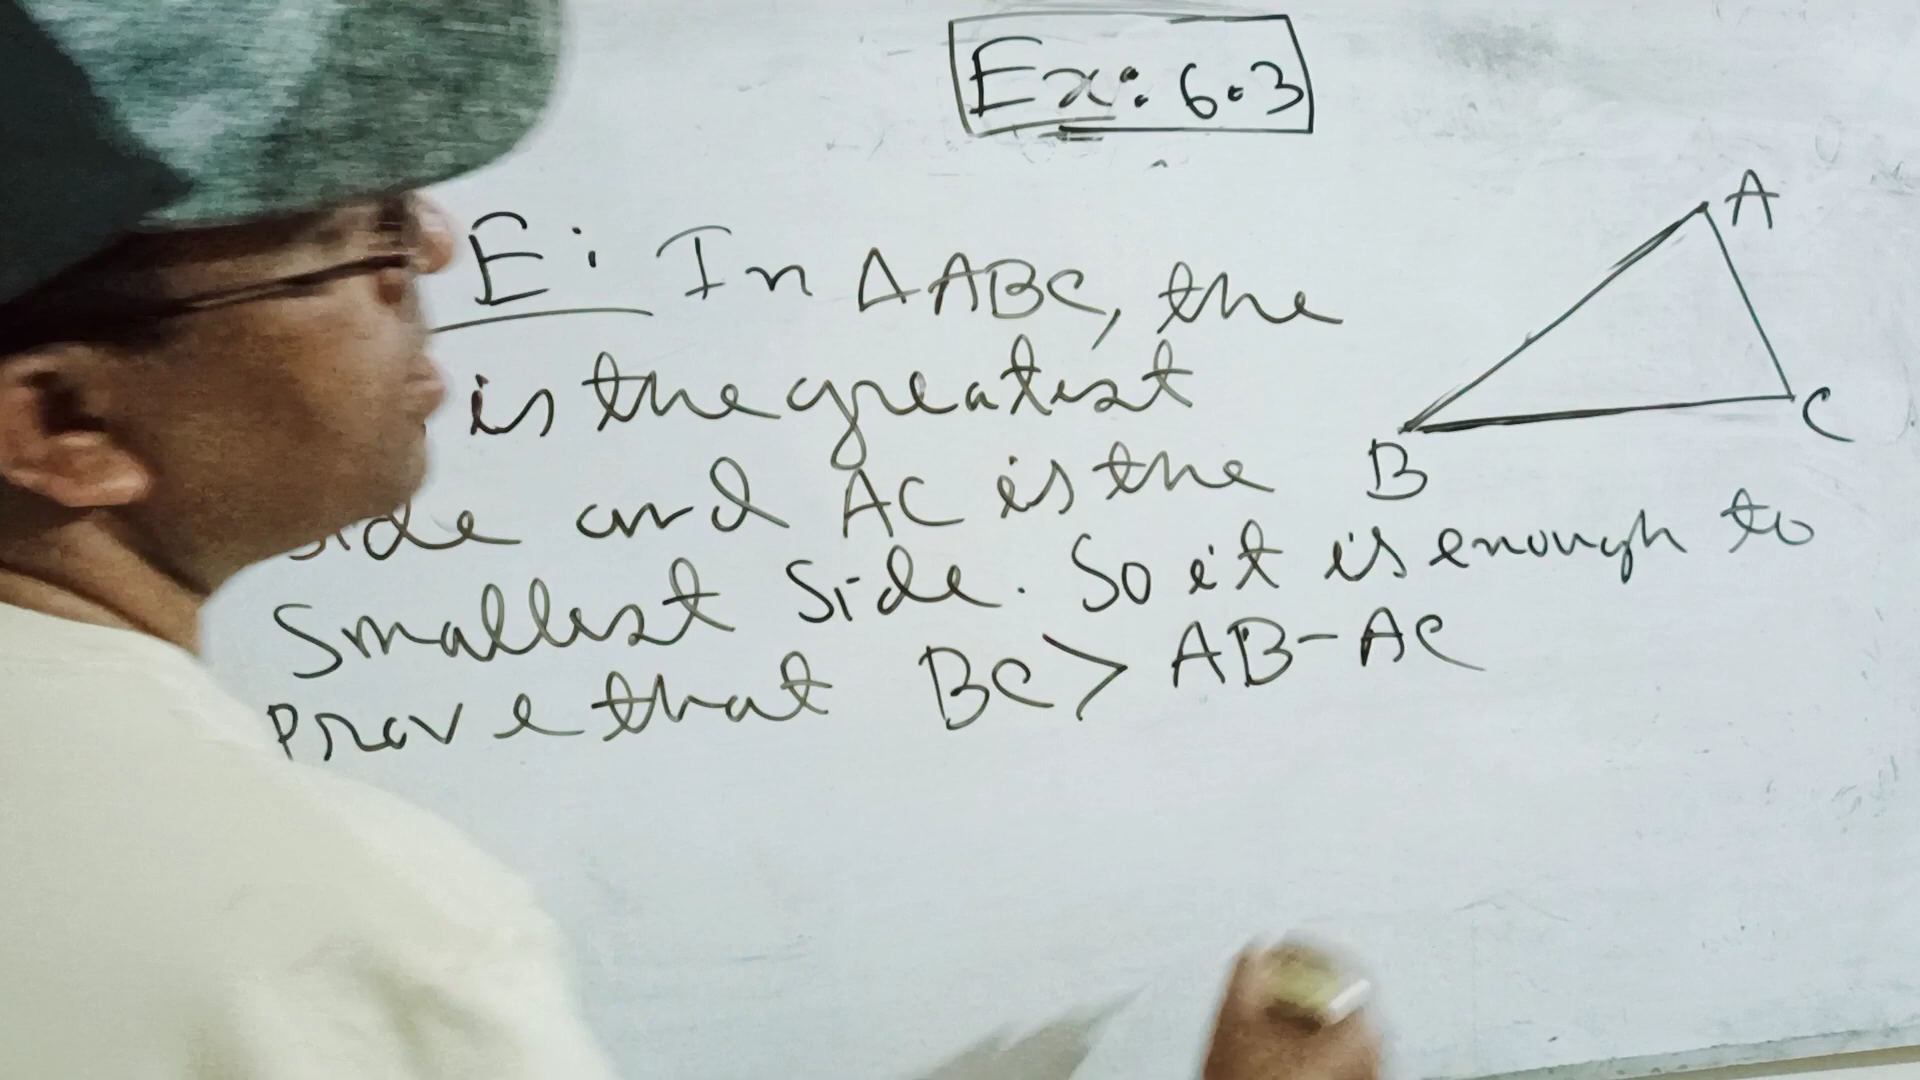 Ex: 6.3
E: In ΔABC, the
is the greatest
side and AC is the
Smallest Side. So it is enough to
Prove that BC > AB - AC
A
B
C